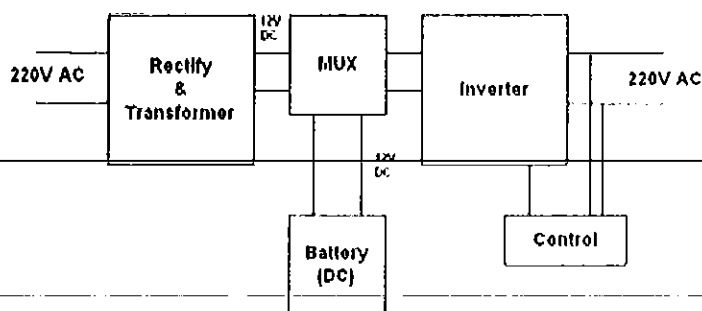 12V
DC
220V AC
Rectify
&
Transformer
MUX
Inverter
220V AC
12V
DC
Control
Battery
(DC)